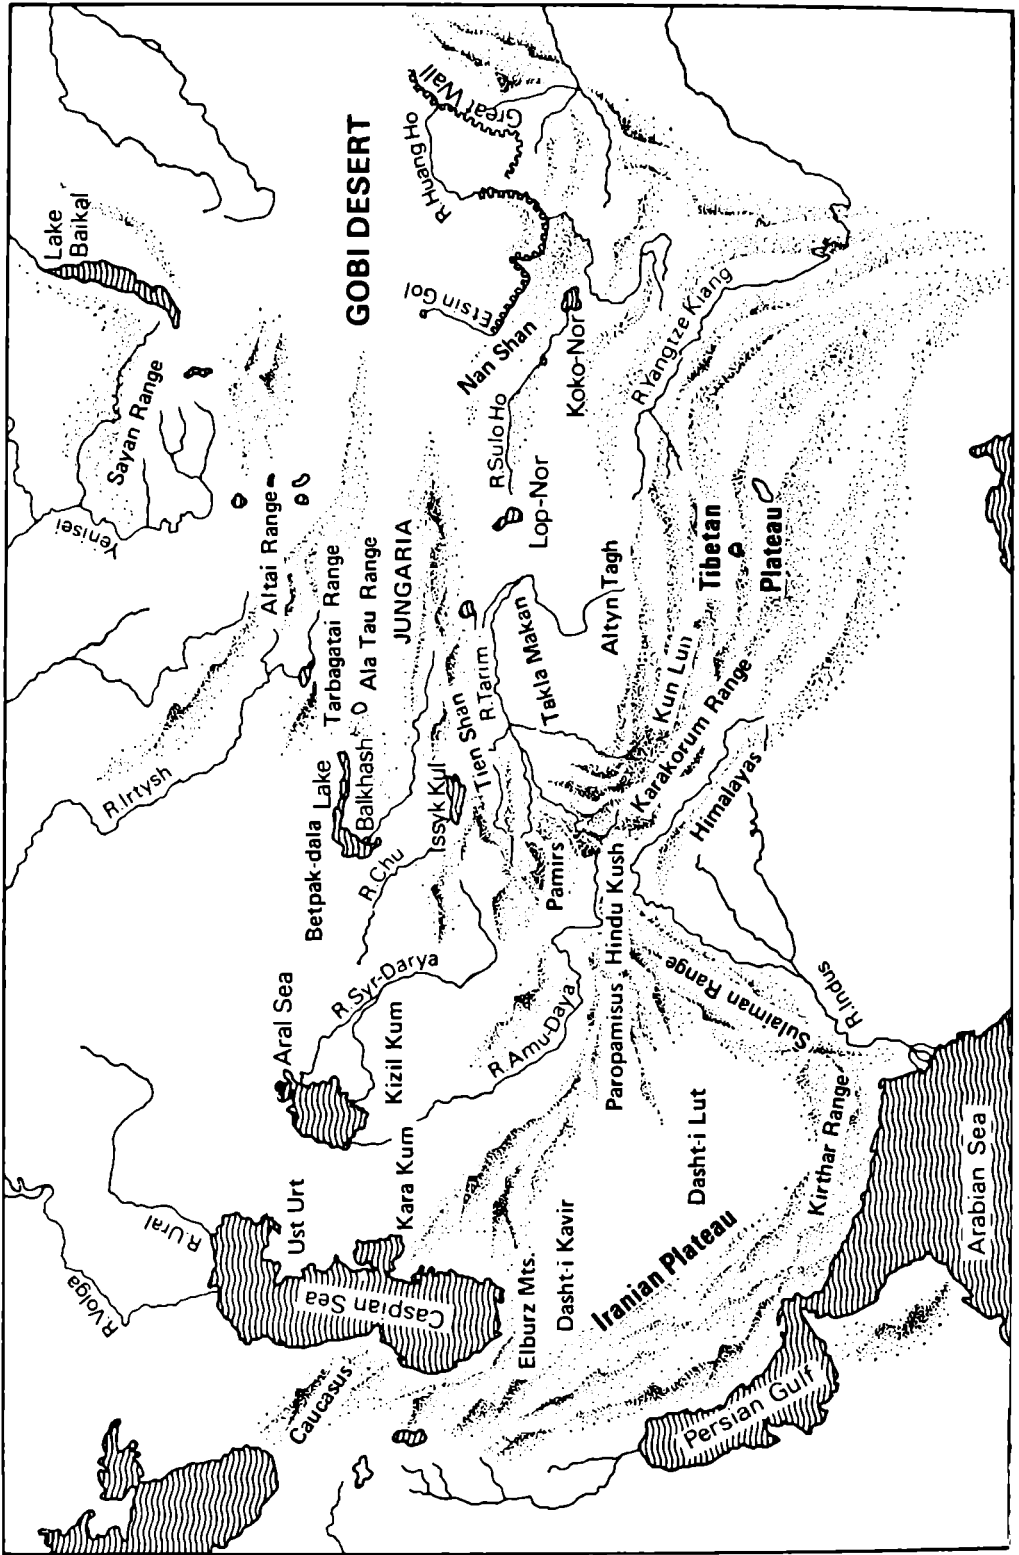 Lake
Baikal
Sayan Range
Yenisei
GOBI DESERT
Great Wall
R.Huang Ho
Etsin Gol
Nan Shan
Koko-Nor
R.Sulo Ho
Lop-Nor
R.Yangtze Kiang
Altai Range
Tarbagatai Range
Ala Tau Range
JUNGARIA
R.Irtysh
Betpak-dala
Lake
Balkhash
Issyk Kul
Tien Shan
R.Tarim
Takla Makan
Altyn Tagh
Kun Lun
Karakorum Range
Tibetan
Plateau
Himalayas
R.Chu
Pamirs
Hindu Kush
Paropamisus
R.Syr-Darya
Aral Sea
Kizil Kum
R.Amu-Daya
Sulaiman Range
R.Indus
R.Ural
R.Volga
Ust Urt
Kara Kum
Caspian Sea
Caucasus
Elburz Mts.
Dasht-i Kavir
Dasht-i Lut
Iranian Plateau
Kirthar Range
Persian Gulf
Arabian Sea